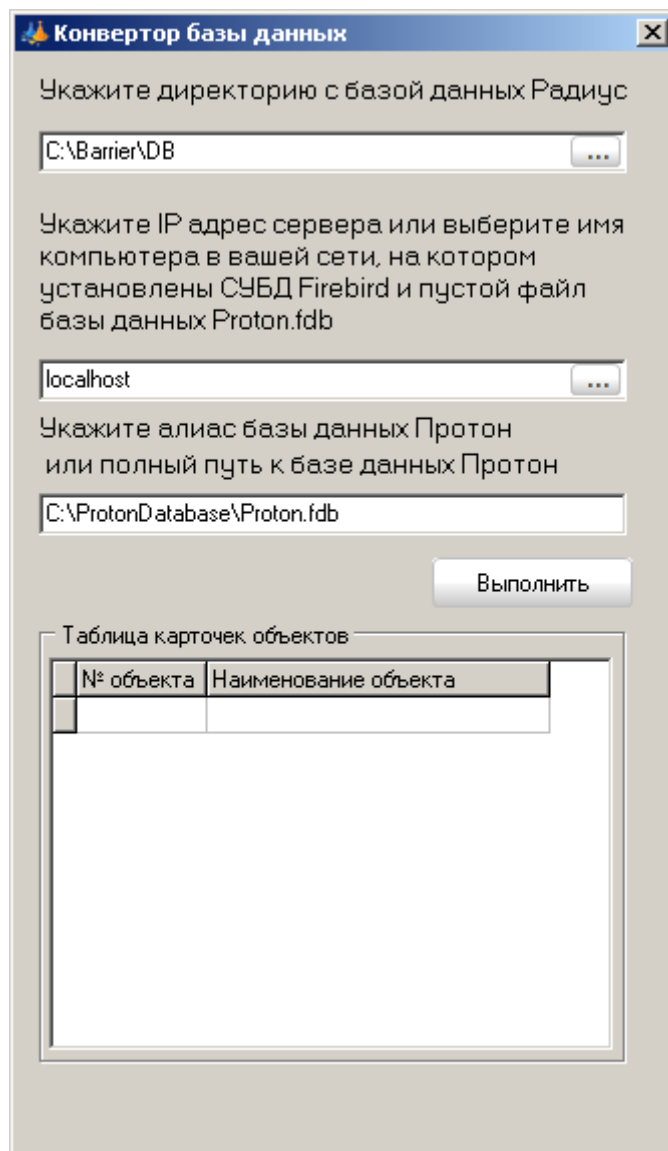 Конвертор базы данных
Укажите директорию с базой данных Радиус
C:\Barrier\DB
...
Укажите IP адрес сервера или выберите имя
компьютера в вашей сети, на котором
установлены СУБД Firebird и пустой файл
базы данных Proton.fdb
localhost
...
Укажите алиас базы данных Протон
или полный путь к базе данных Протон
C:\ProtonDatabase\Proton.fdb
Выполнить
Таблица карточек объектов
№ объекта Наименование объекта